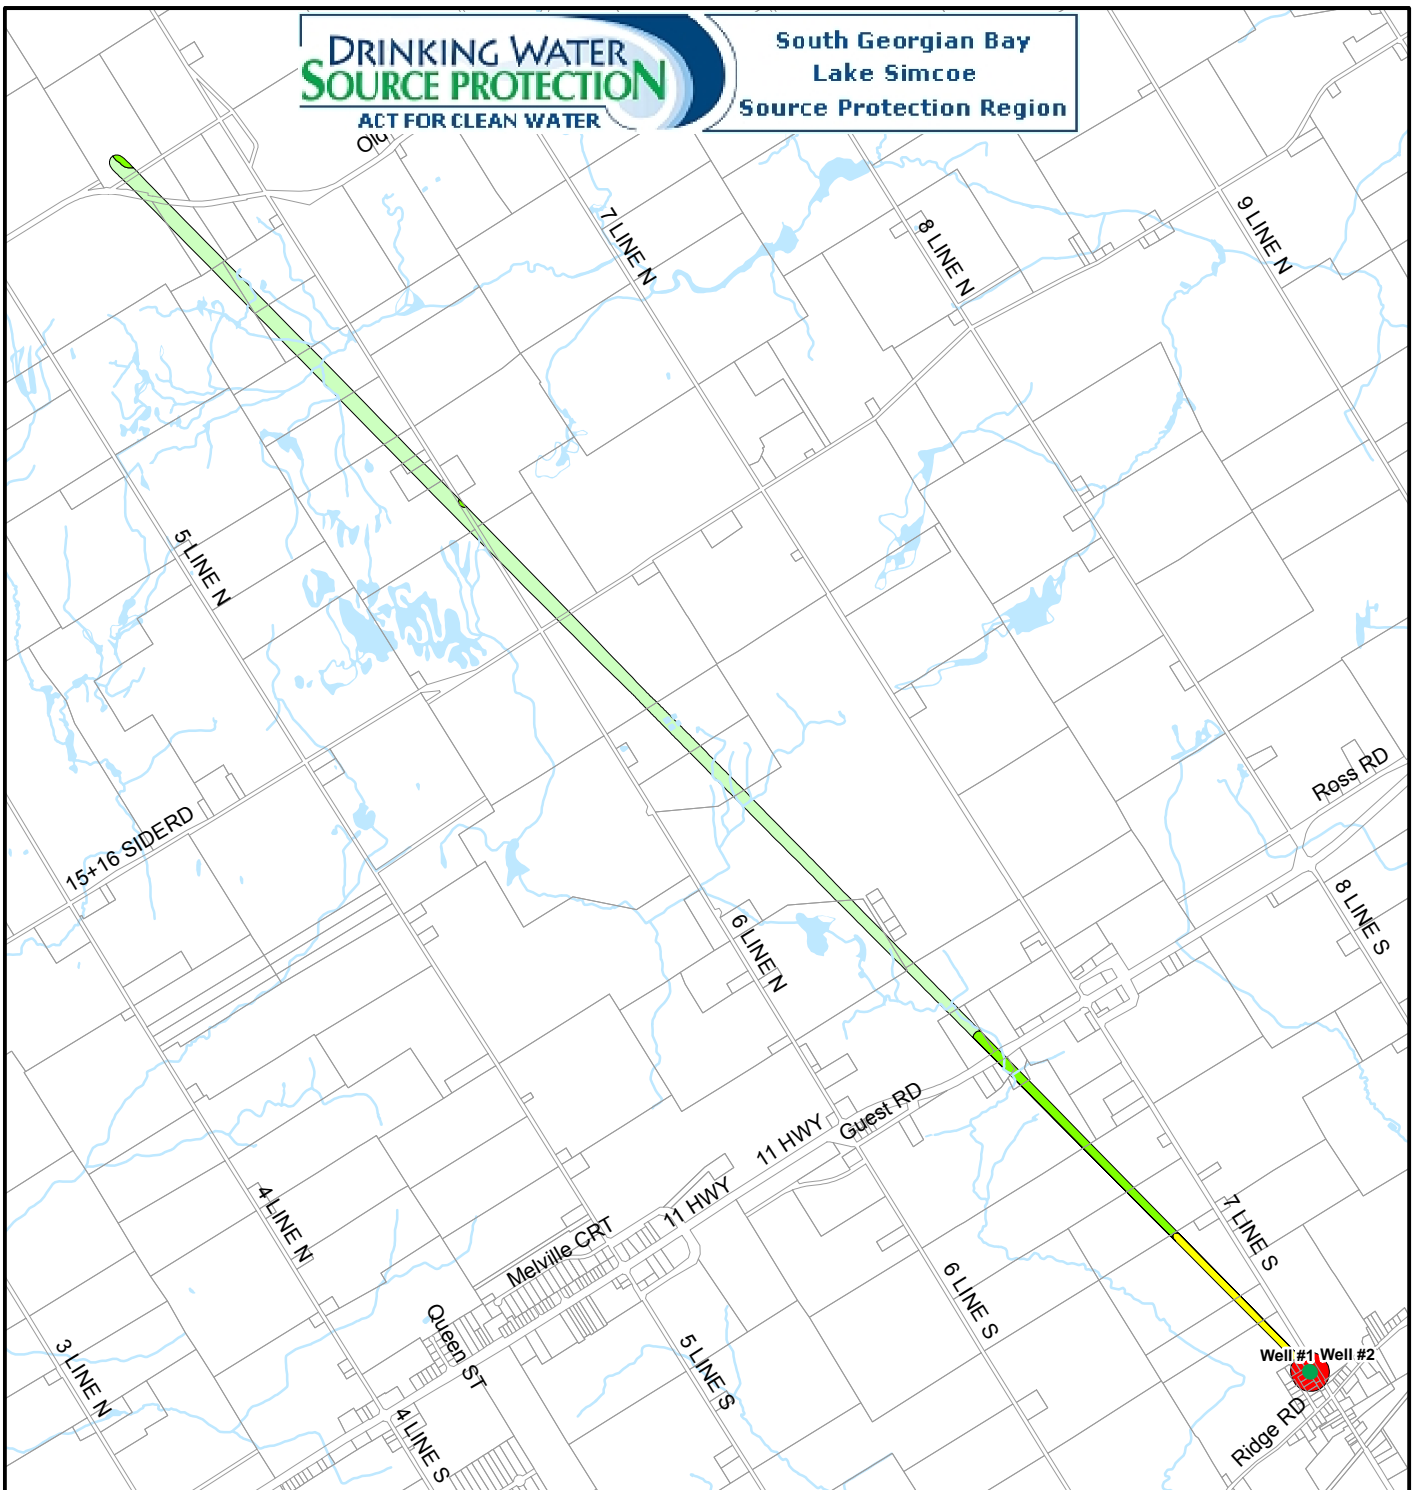 DRINKING WATER
SOURCE PROTECTION
ACT FOR CLEAN WATER
South Georgian Bay
Lake Simcoe
Source Protection Region
Old
7 LINE N
8 LINE N
9 LINE N
5 LINE N
Ross RD
15+16 SIDERD
8 LINE S
6 LINE N
Guest RD
11 HWY
11 HWY
4 LINE N
Melville CRT
7 LINE S
6 LINE S
Queen ST
5 LINE S
3 LINE N
Well #1 Well #2
Ridge RD
4 LINE S